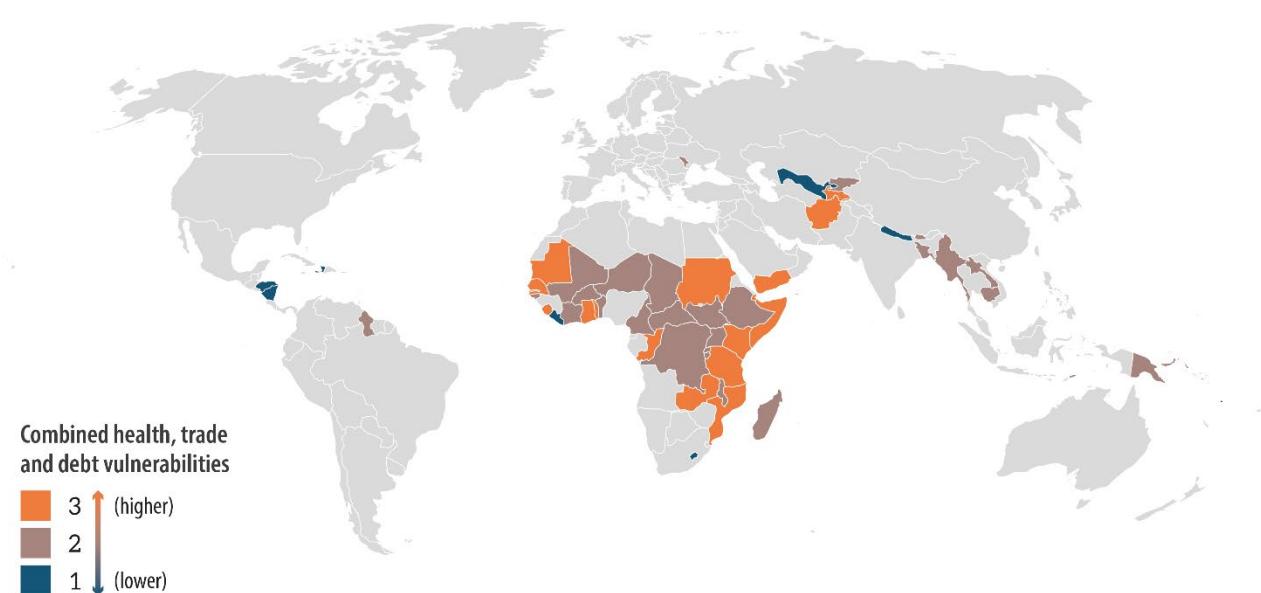 Combined health, trade
and debt vulnerabilities
3 (higher)
2
1 (lower)